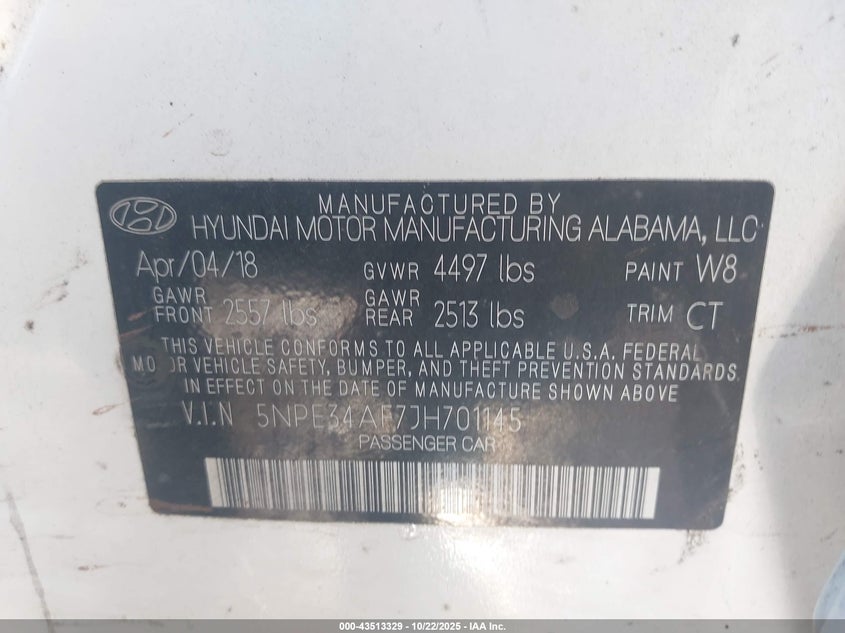 MANUFACTURED BY
HYUNDAI MOTOR MANUFACTURING ALABAMA, LLC
Apr/04/18 GVWR 4497 lbs PAINT W8
GAWR FRONT 2557 lbs GAWR REAR 2513 lbs TRIM CT
THIS VEHICLE CONFORMS TO ALL APPLICABLE U.S.A. FEDERAL
MOTOR VEHICLE SAFETY, BUMPER, AND THEFT PREVENTION STANDARDS
IN EFFECT ON THE DATE OF MANUFACTURE SHOWN ABOVE
V.I.N 5NPE34AF7JH701145
PASSENGER CAR
000-43513329 - 10/22/2025 - IAA Inc.